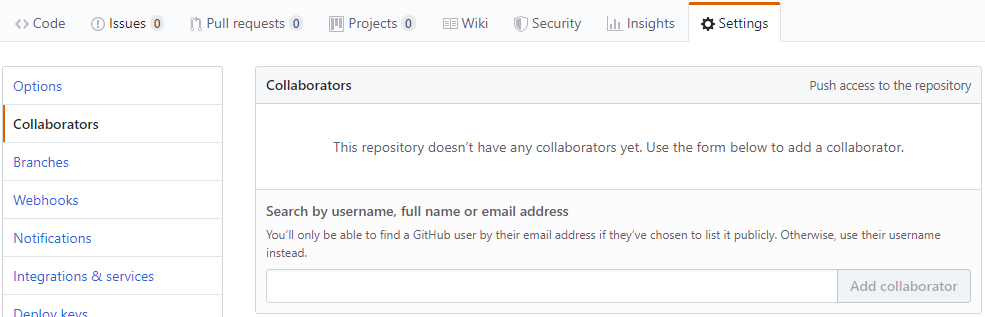 Code Issues 0 Pull requests 0 Projects 0 Wiki Security Insights Settings
Options
Collaborators
Branches
Webhooks
Notifications
Integrations & services
Deploy keys
Collaborators Push access to the repository
This repository doesn’t have any collaborators yet. Use the form below to add a collaborator.
Search by username, full name or email address
You’ll only be able to find a GitHub user by their email address if they’ve chosen to list it publicly. Otherwise, use their username
instead.
Add collaborator